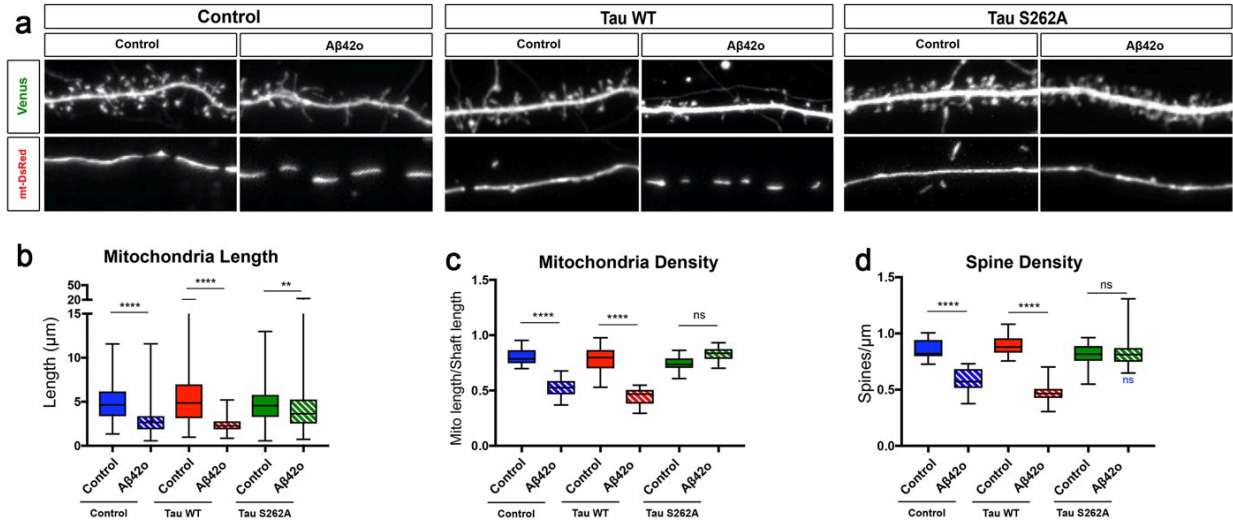 a
Control
Tau WT
Tau S262A
Control
Aβ42o
Control
Aβ42o
Control
Aβ42o
Venus
mt-DsRed
b
Mitochondria Length
Length (μm)
50
20
15
10
5
0
****
****
**
Control
Aβ42o
Control
Aβ42o
Control
Aβ42o
Control
Tau WT
Tau S262A
c
Mitochondria Density
Mito length/Shaft length
1.5
1.0
0.5
0.0
****
****
ns
Control
Aβ42o
Control
Aβ42o
Control
Aβ42o
Control
Tau WT
Tau S262A
d
Spine Density
Spines/μm
1.5
1.0
0.5
0.0
****
****
ns
ns
Control
Aβ42o
Control
Aβ42o
Control
Aβ42o
Control
Tau WT
Tau S262A